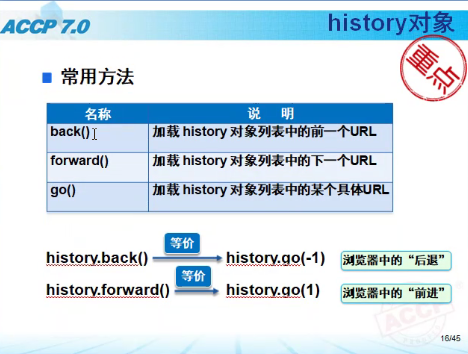 ACCP 7.0
history对象
重点
常用方法
名称 说 明
back() 加载 history 对象列表中的前一个URL
forward() 加载 history 对象列表中的下一个URL
go() 加载 history 对象列表中的某个具体URL
等价
history.back() history.go(-1) 浏览器中的“后退”
等价
history.forward() history.go(1) 浏览器中的“前进”
ACCP
16/45